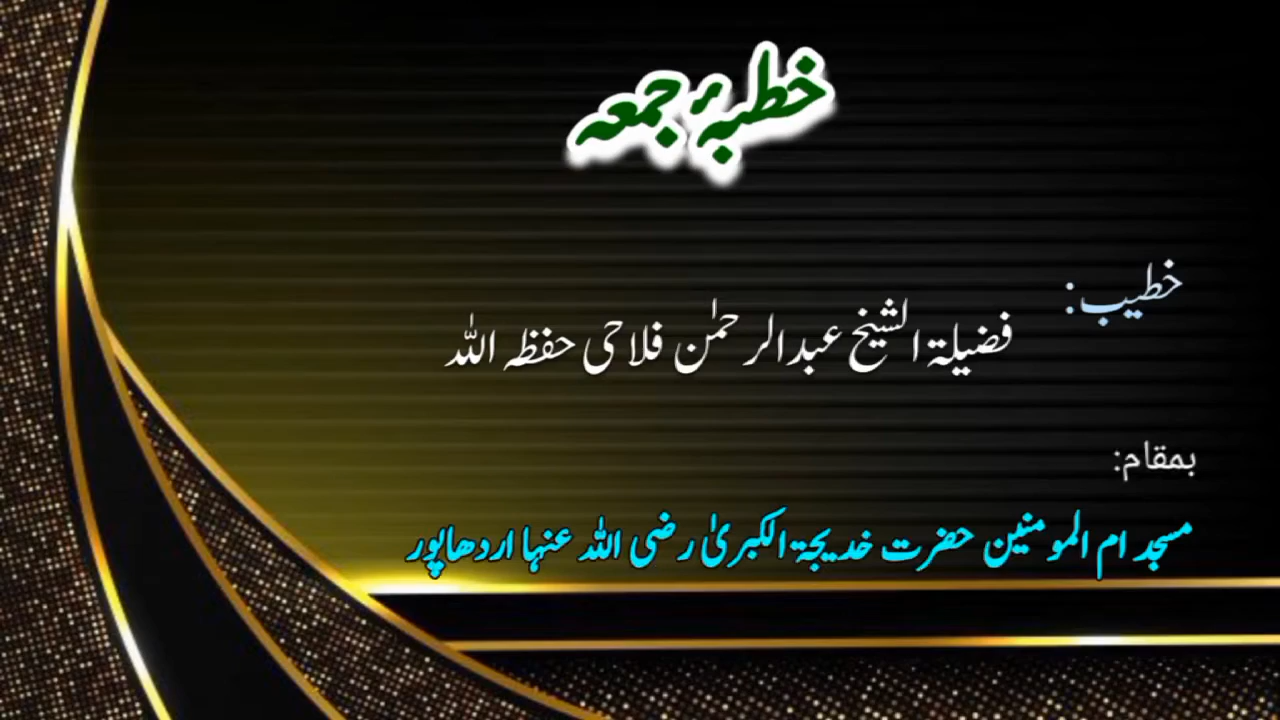 خطبۂ جمعہ
خطیب:
فضیلۃ الشیخ عبدالرحمٰن فلاحی حفظہ اللہ
بمقام:
مسجد ام المومنین حضرت خدیجۃ الکبریٰ رضی اللہ عنہا اردھاپور